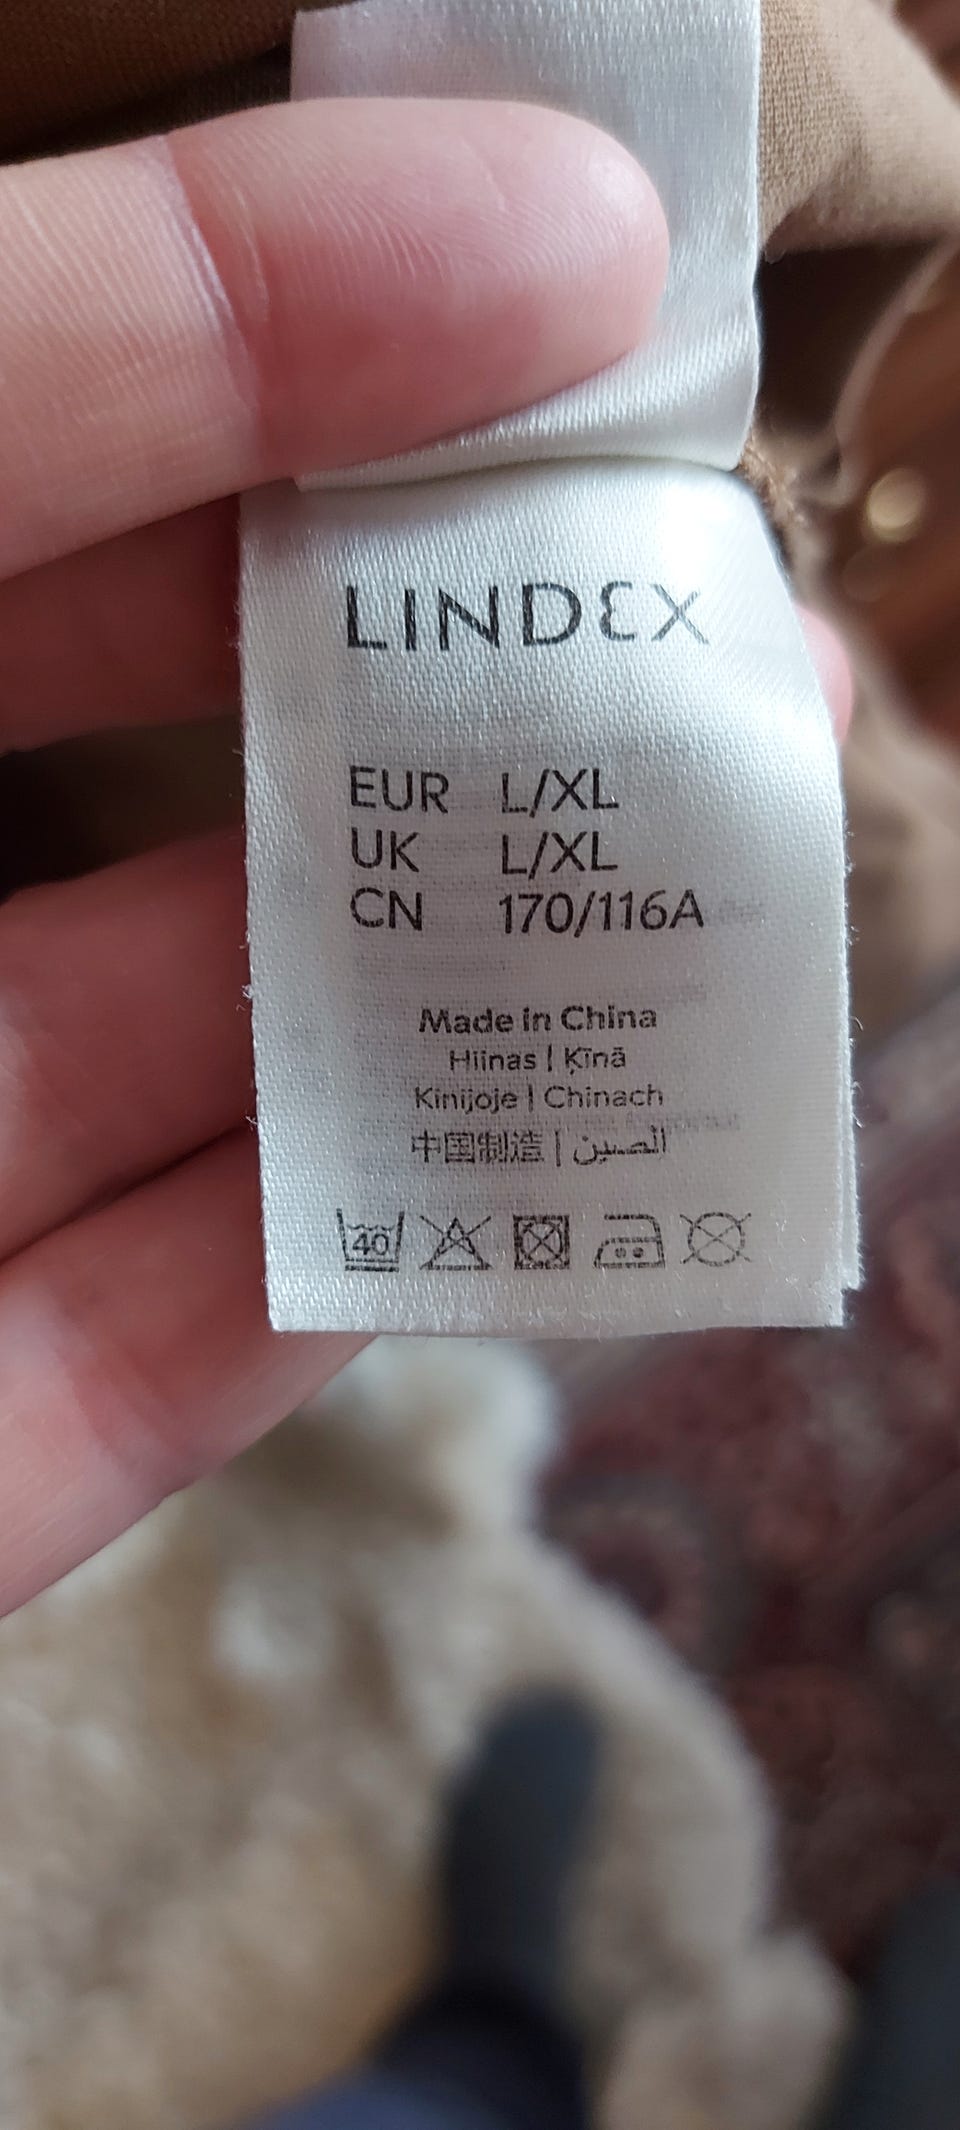 LINDEX
EUR L/XL
UK L/XL
CN 170/116A
Made in China
Hiinas | Ķīnā
Kinijoje | Chinach
中国制造 | الصين
40